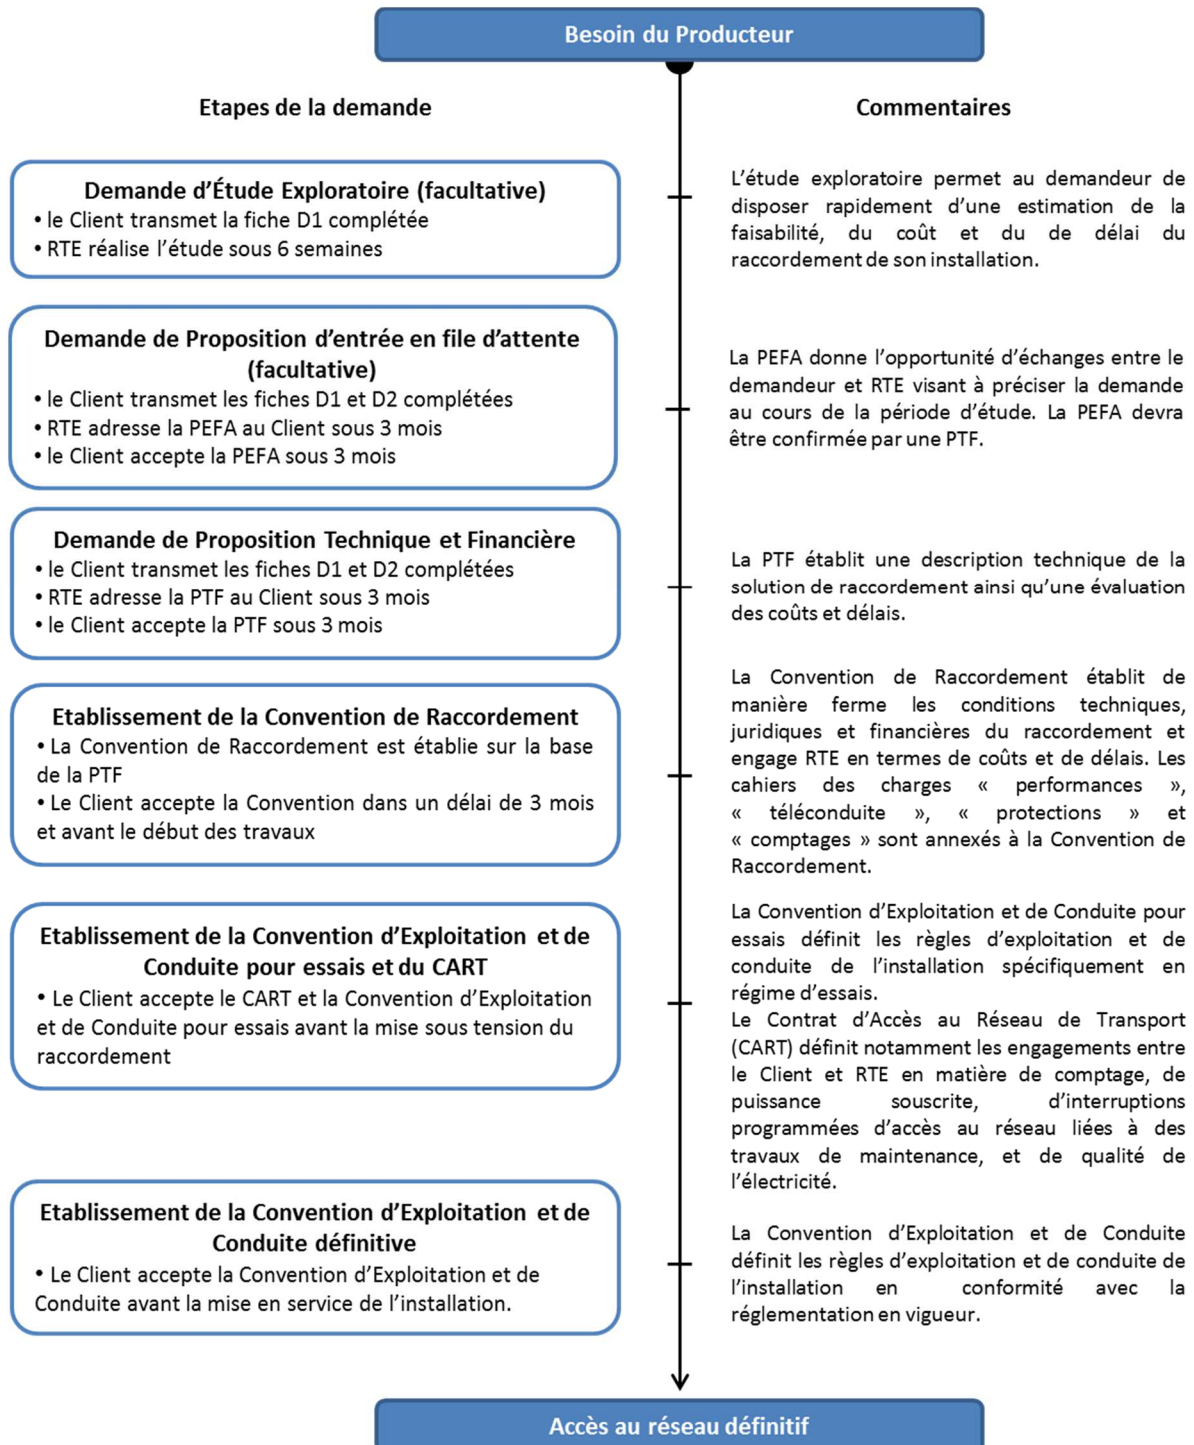 Besoin du Producteur
Etapes de la demande
Commentaires
Demande d'Étude Exploratoire (facultative)
• le Client transmet la fiche D1 complétée
• RTE réalise l'étude sous 6 semaines
L'étude exploratoire permet au demandeur de
disposer rapidement d'une estimation de la
faisabilité, du coût et du de délai du
raccordement de son installation.
Demande de Proposition d'entrée en file d'attente
(facultative)
• le Client transmet les fiches D1 et D2 complétées
• RTE adresse la PEFA au Client sous 3 mois
• le Client accepte la PEFA sous 3 mois
La PEFA donne l'opportunité d'échanges entre le
demandeur et RTE visant à préciser la demande
au cours de la période d'étude. La PEFA devra
être confirmée par une PTF.
Demande de Proposition Technique et Financière
• le Client transmet les fiches D1 et D2 complétées
• RTE adresse la PTF au Client sous 3 mois
• le Client accepte la PTF sous 3 mois
La PTF établit une description technique de la
solution de raccordement ainsi qu'une évaluation
des coûts et délais.
Etablissement de la Convention de Raccordement
• La Convention de Raccordement est établie sur la base
de la PTF
• Le Client accepte la Convention dans un délai de 3 mois
et avant le début des travaux
La Convention de Raccordement établit de
manière ferme les conditions techniques,
juridiques et financières du raccordement et
engage RTE en termes de coûts et de délais. Les
cahiers des charges « performances »,
« téléconduite », « protections » et
« comptages » sont annexés à la Convention de
Raccordement.
Etablissement de la Convention d'Exploitation et de
Conduite pour essais et du CART
• Le Client accepte le CART et la Convention d'Exploitation
et de Conduite pour essais avant la mise sous tension du
raccordement
La Convention d'Exploitation et de Conduite pour
essais définit les règles d'exploitation et de
conduite de l'installation spécifiquement en
régime d'essais.
Le Contrat d'Accès au Réseau de Transport
(CART) définit notamment les engagements entre
le Client et RTE en matière de comptage, de
puissance souscrite, d'interruptions
programmées d'accès au réseau liées à des
travaux de maintenance, et de qualité de
l'électricité.
Etablissement de la Convention d'Exploitation et de
Conduite définitive
• Le Client accepte la Convention d'Exploitation et de
Conduite avant la mise en service de l'installation.
La Convention d'Exploitation et de Conduite
définit les règles d'exploitation et de conduite de
l'installation en conformité avec la
réglementation en vigueur.
Accès au réseau définitif